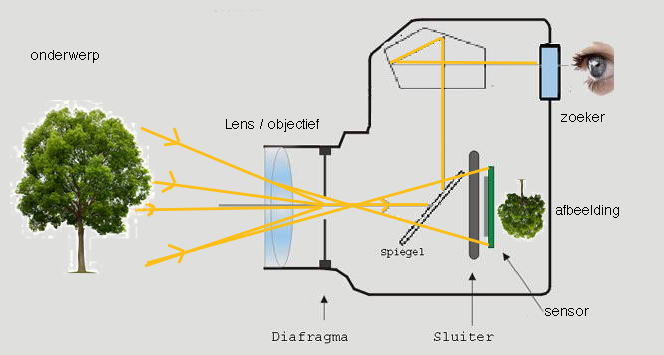 onderwerp
Lens / objectief
zoeker
afbeelding
Spiegel
sensor
Diafragma
Sluiter